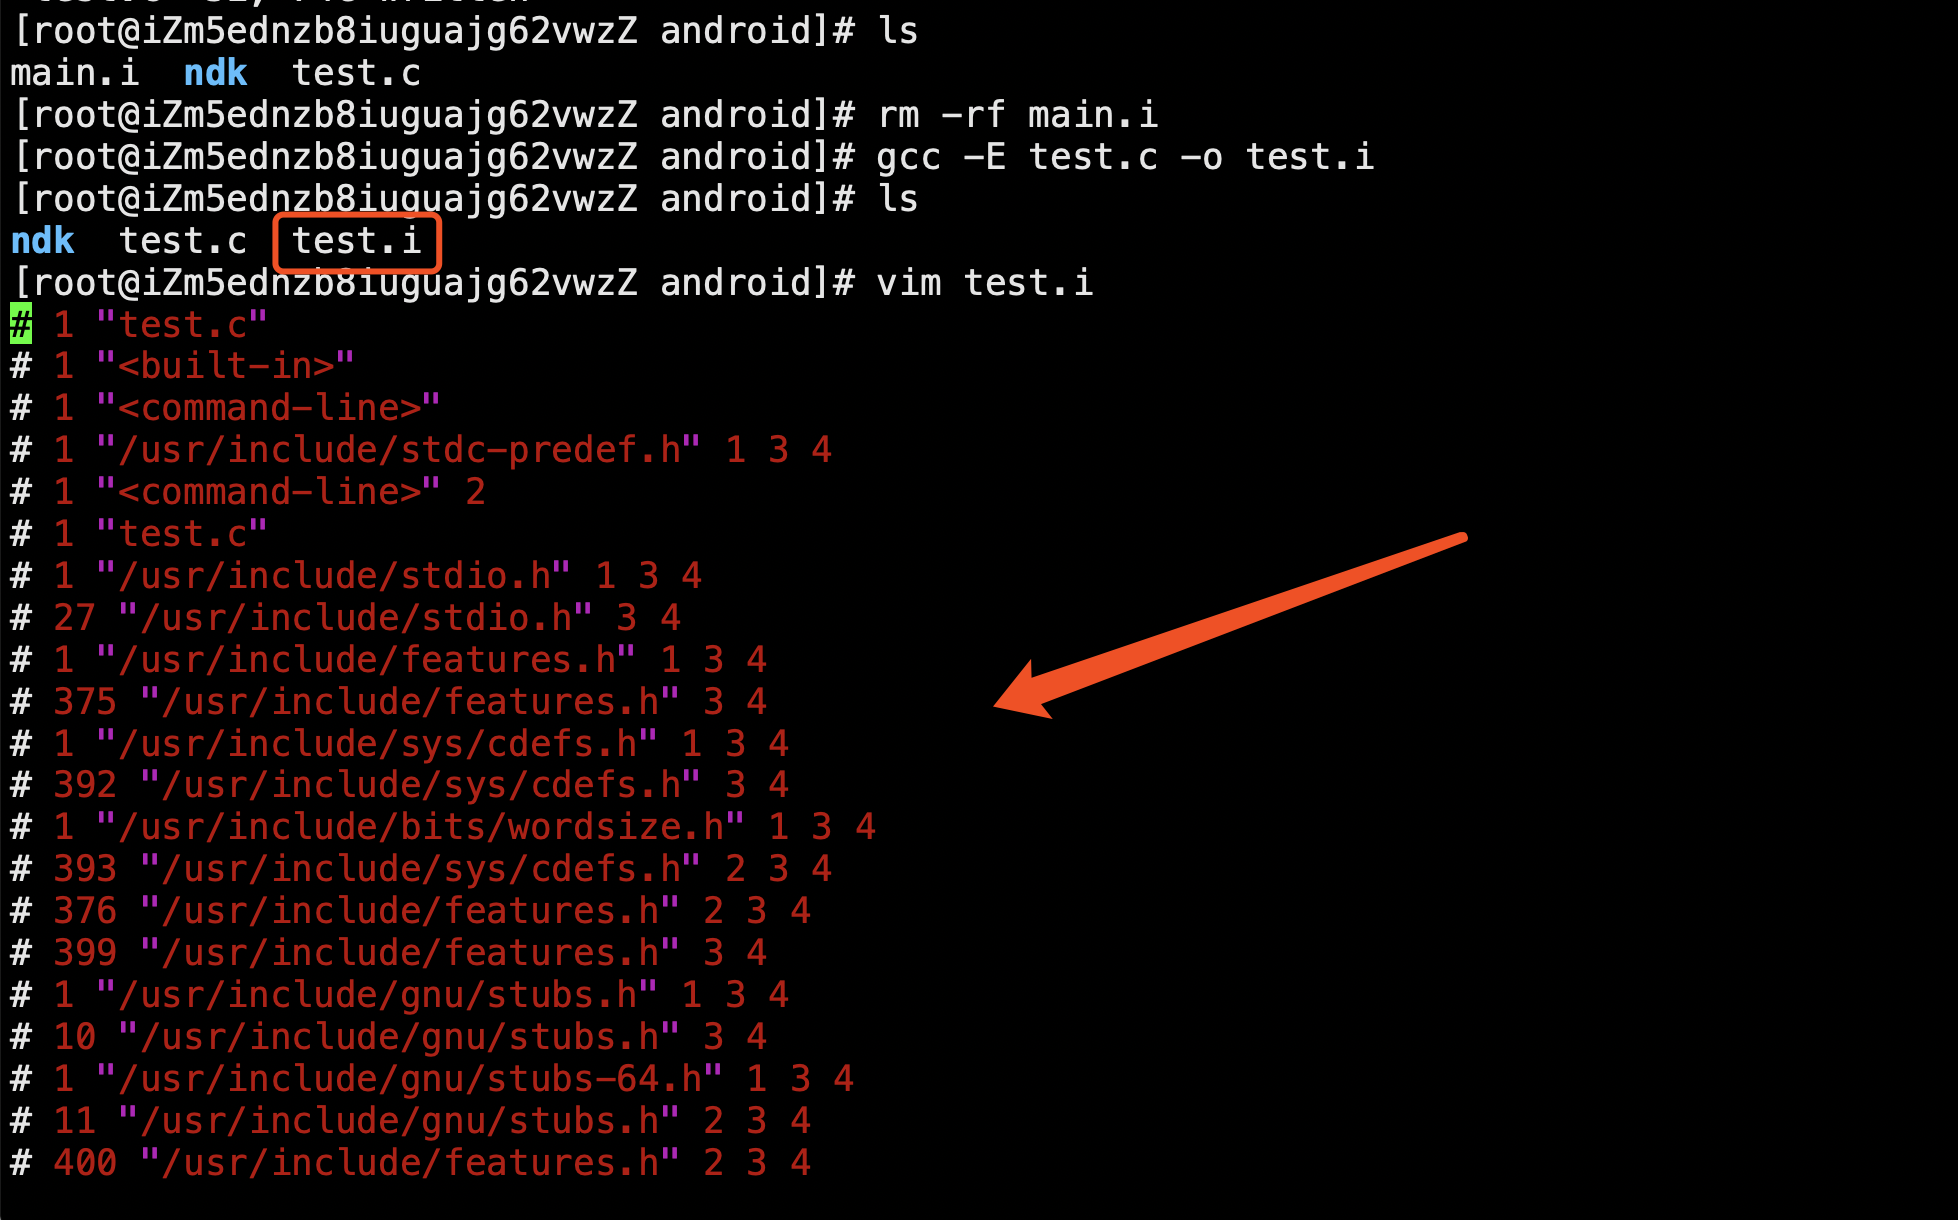 [root@iZm5ednzb8iuguajg62vwzZ android]# ls
main.i  ndk  test.c
[root@iZm5ednzb8iuguajg62vwzZ android]# rm -rf main.i
[root@iZm5ednzb8iuguajg62vwzZ android]# gcc -E test.c -o test.i
[root@iZm5ednzb8iuguajg62vwzZ android]# ls
ndk  test.c  test.i
[root@iZm5ednzb8iuguajg62vwzZ android]# vim test.i
# 1 "test.c"
# 1 "<built-in>"
# 1 "<command-line>"
# 1 "/usr/include/stdc-predef.h" 1 3 4
# 1 "<command-line>" 2
# 1 "test.c"
# 1 "/usr/include/stdio.h" 1 3 4
# 27 "/usr/include/stdio.h" 3 4
# 1 "/usr/include/features.h" 1 3 4
# 375 "/usr/include/features.h" 3 4
# 1 "/usr/include/sys/cdefs.h" 1 3 4
# 392 "/usr/include/sys/cdefs.h" 3 4
# 1 "/usr/include/bits/wordsize.h" 1 3 4
# 393 "/usr/include/sys/cdefs.h" 2 3 4
# 376 "/usr/include/features.h" 2 3 4
# 399 "/usr/include/features.h" 3 4
# 1 "/usr/include/gnu/stubs.h" 1 3 4
# 10 "/usr/include/gnu/stubs.h" 3 4
# 1 "/usr/include/gnu/stubs-64.h" 1 3 4
# 11 "/usr/include/gnu/stubs.h" 2 3 4
# 400 "/usr/include/features.h" 2 3 4